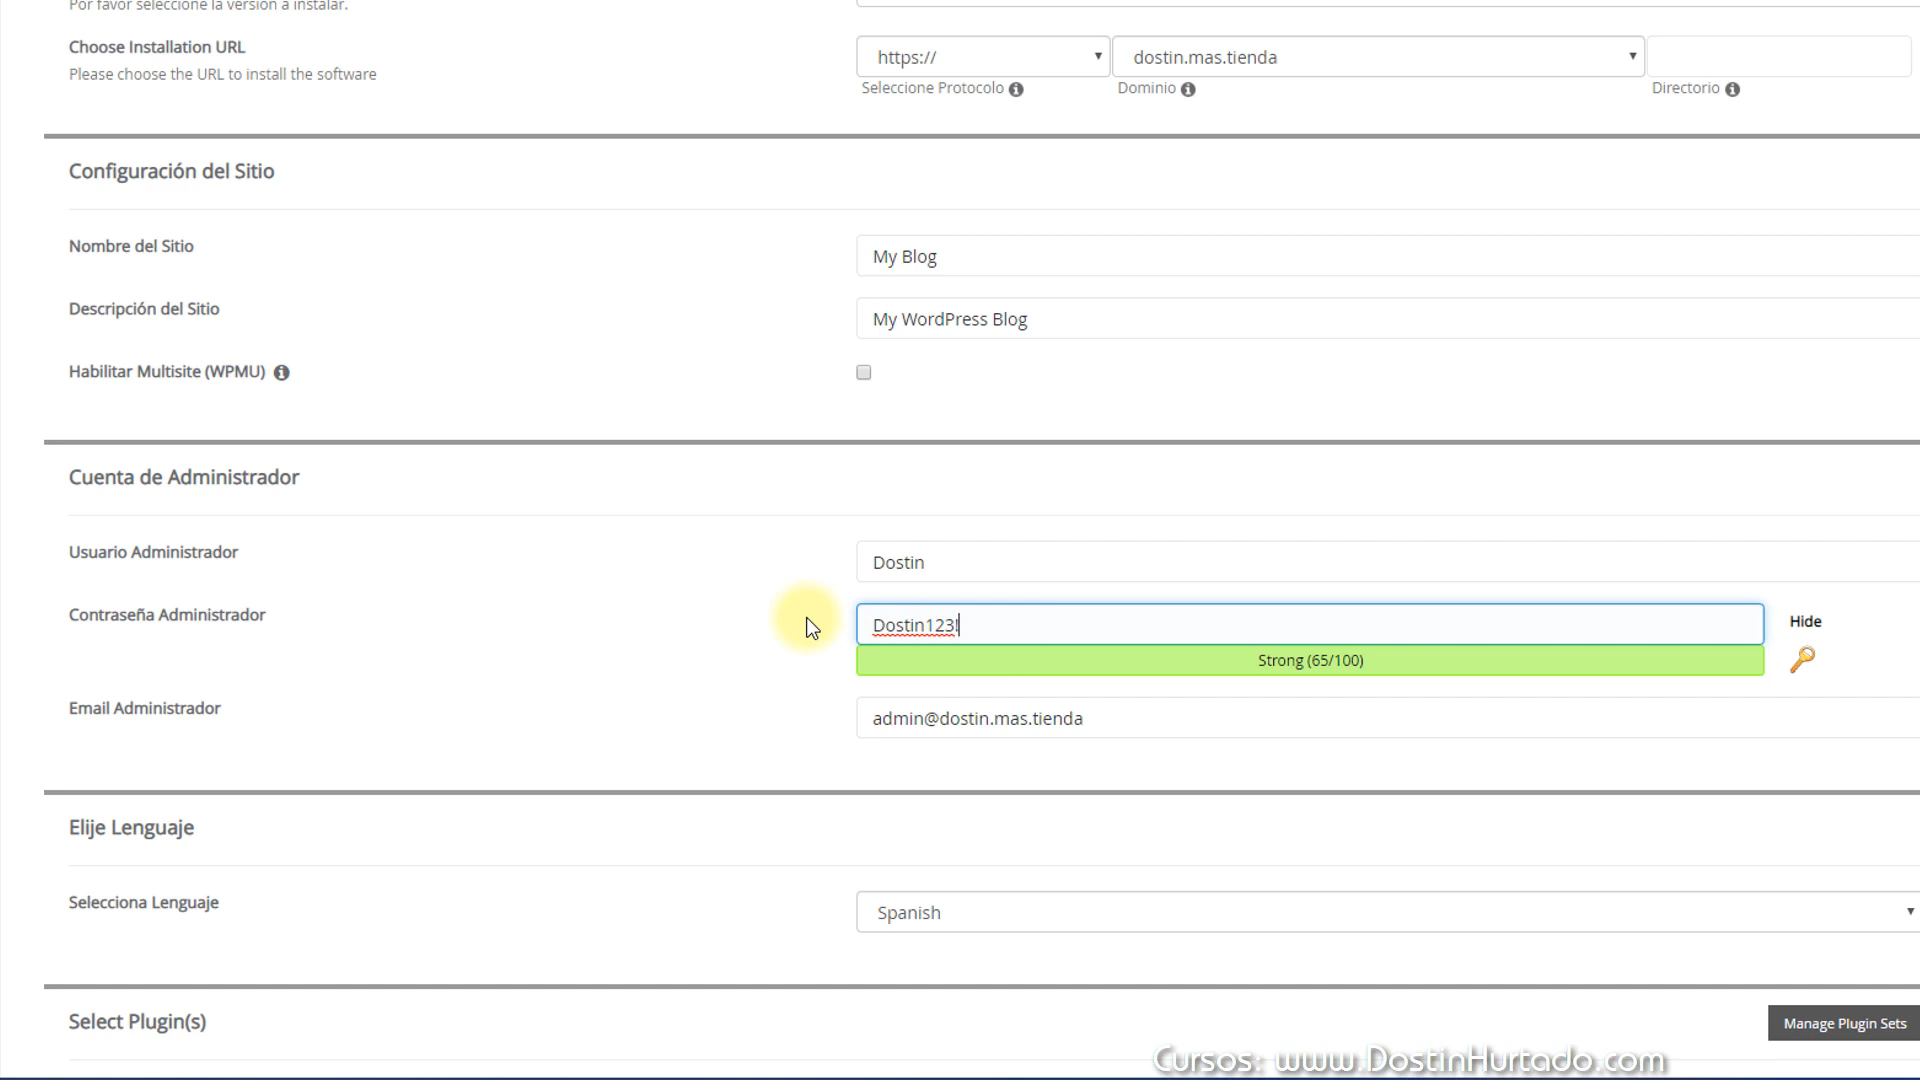 Por favor seleccione la versión a instalar.
Choose Installation URL
Please choose the URL to install the software
https://
dostin.mas.tienda
Seleccione Protocolo
Dominio
Directorio
Configuración del Sitio
Nombre del Sitio
My Blog
Descripción del Sitio
My WordPress Blog
Habilitar Multisite (WPMU)
Cuenta de Administrador
Usuario Administrador
Dostin
Contraseña Administrador
Dostin123!
Hide
Strong (65/100)
Email Administrador
admin@dostin.mas.tienda
Elije Lenguaje
Selecciona Lenguaje
Spanish
Select Plugin(s)
Manage Plugin Sets
Cursos: www.DostinHurtado.com